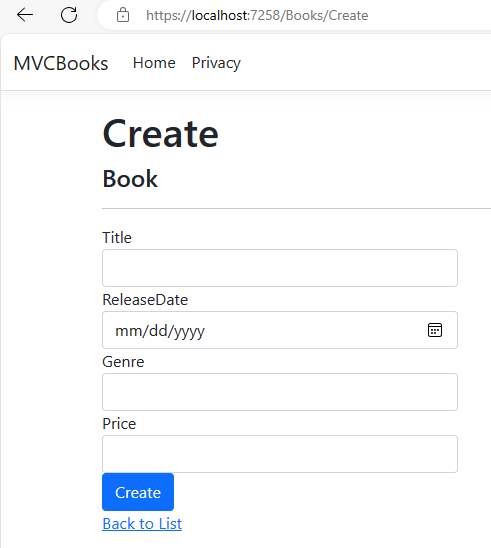 https://localhost:7258/Books/Create
MVCBooks Home Privacy
Create
Book
Title
ReleaseDate
mm/dd/yyyy
Genre
Price
Create
Back to List